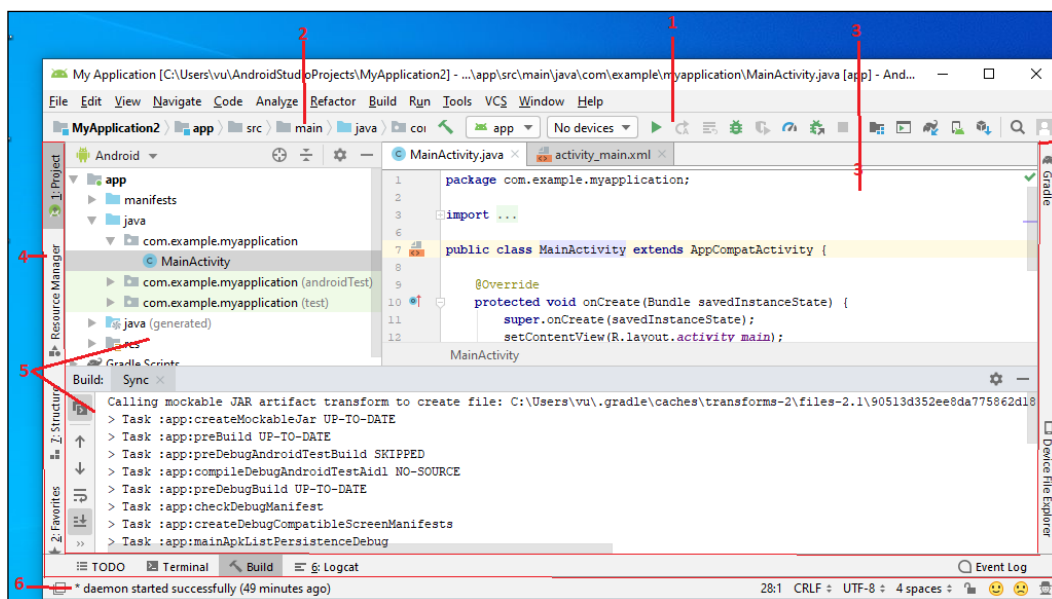 1
2
3
My Application [C:\Users\vu\AndroidStudioProjects\MyApplication2] - ...\app\src\main\java\com\example\myapplication\MainActivity.java [app] - And...
File Edit View Navigate Code Analyze Refactor Build Run Tools VCS Window Help
MyApplication2 app src main java app No devices
1: Project
Android
MainActivity.java activity_main.xml
Gradle
3
app
manifests
java
com.example.myapplication
MainActivity
com.example.myapplication (androidTest)
com.example.myapplication (test)
java (generated)
res
Gradle Scripts
1 package com.example.myapplication;
2
3 import ...
6
7 public class MainActivity extends AppCompatActivity {
8
9 @Override
10 protected void onCreate(Bundle savedInstanceState) {
11 super.onCreate(savedInstanceState);
12 setContentView(R.layout.activity_main);
MainActivity
4
Resource Manager
5
Z: Structure
2: Favorites
Build: Sync
Calling mockable JAR artifact transform to create file: C:\Users\vu\.gradle\caches\transforms-2\files-2.1\90513d352ee8da775862d18
> Task :app:createMockableJar UP-TO-DATE
> Task :app:preBuild UP-TO-DATE
> Task :app:preDebugAndroidTestBuild SKIPPED
> Task :app:compileDebugAndroidTestAidl NO-SOURCE
> Task :app:preDebugBuild UP-TO-DATE
> Task :app:checkDebugManifest
> Task :app:createDebugCompatibleScreenManifests
> Task :app:mainApkListPersistenceDebug
Device File Explorer
TODO Terminal Build 6: Logcat Event Log
6
* daemon started successfully (49 minutes ago) 28:1 CRLF UTF-8 4 spaces